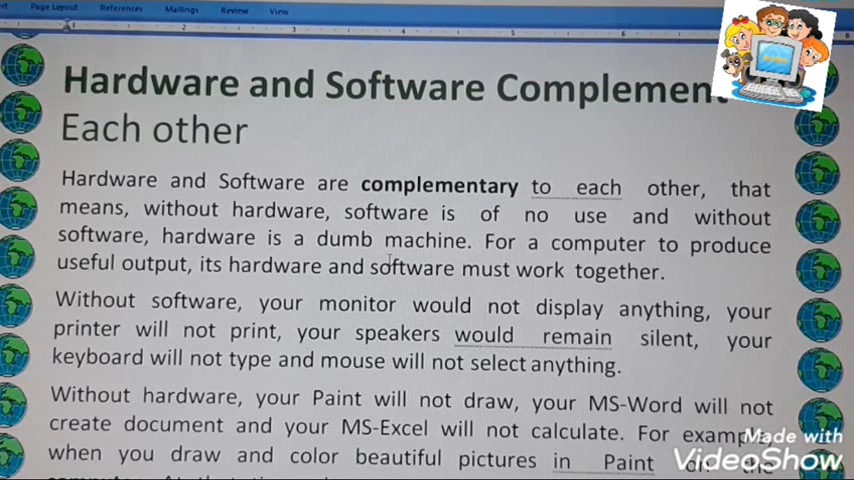 Page Layout References Mailings Review View
Hardware and Software Complement
Each other
Hardware and Software are complementary to each other, that
means, without hardware, software is of no use and without
software, hardware is a dumb machine. For a computer to produce
useful output, its hardware and software must work together.
Without software, your monitor would not display anything, your
printer will not print, your speakers would remain silent, your
keyboard will not type and mouse will not select anything.
Without hardware, your Paint will not draw, your MS-Word will not
create document and your MS-Excel will not calculate. For example
when you draw and color beautiful pictures in Paint on the
Made with
VideoShow